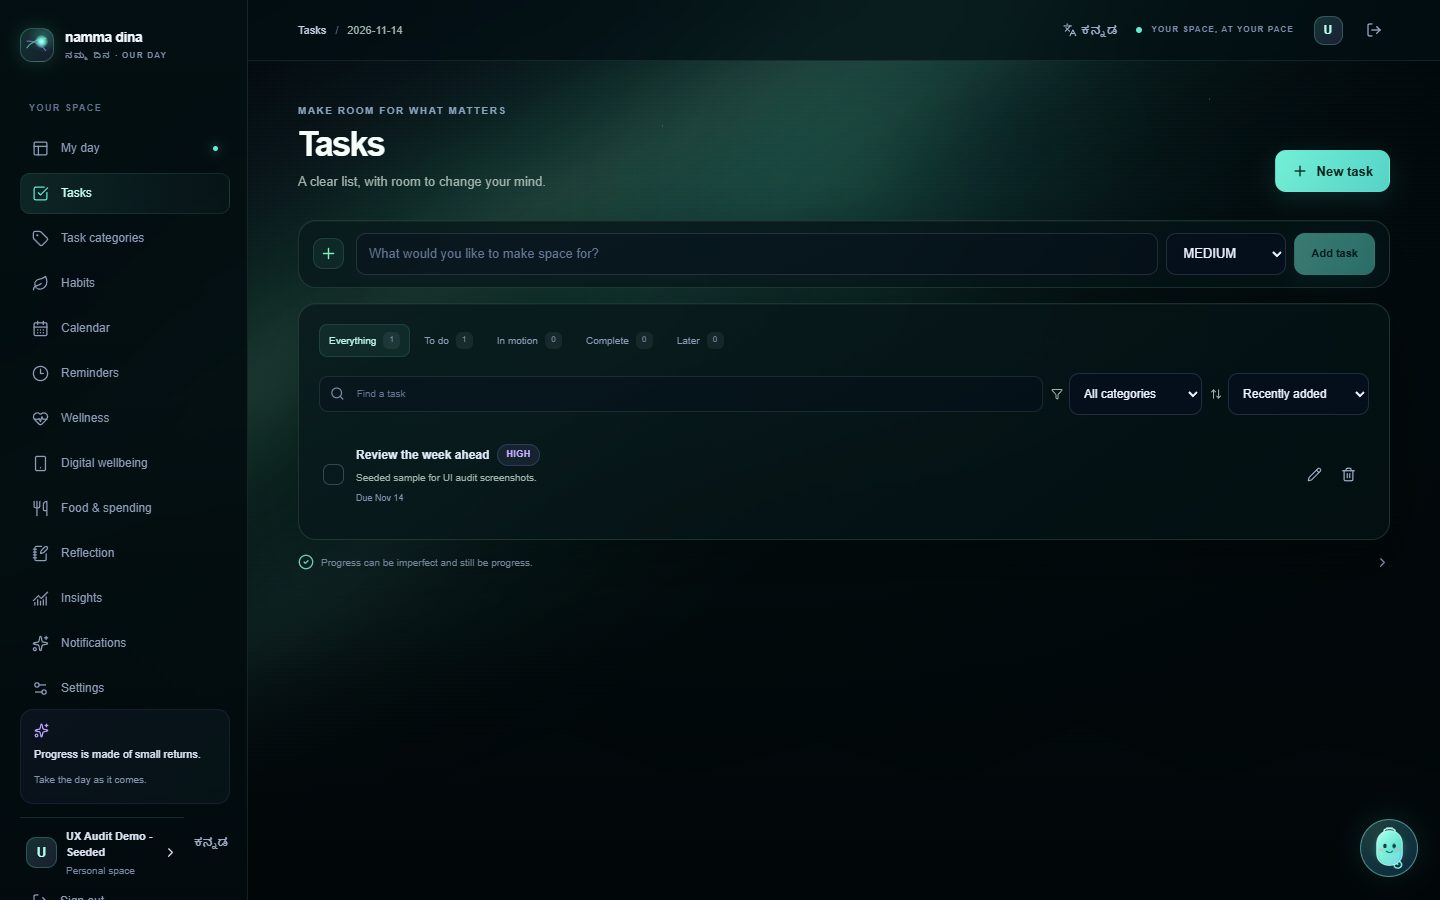 namma dina
ನಮ್ಮ ದಿನ · OUR DAY
YOUR SPACE
My day
Tasks
Task categories
Habits
Calendar
Reminders
Wellness
Digital wellbeing
Food & spending
Reflection
Insights
Notifications
Settings
Progress is made of small returns.
Take the day as it comes.
U
UX Audit Demo -
Seeded
Personal space
ಕನ್ನಡ
Sign out
Tasks / 2026-11-14
ಕನ್ನಡ
YOUR SPACE, AT YOUR PACE
U
MAKE ROOM FOR WHAT MATTERS
Tasks
A clear list, with room to change your mind.
New task
What would you like to make space for?
MEDIUM
Add task
Everything 1
To do 1
In motion 0
Complete 0
Later 0
Find a task
All categories
Recently added
Review the week ahead HIGH
Seeded sample for UI audit screenshots.
Due Nov 14
Progress can be imperfect and still be progress.